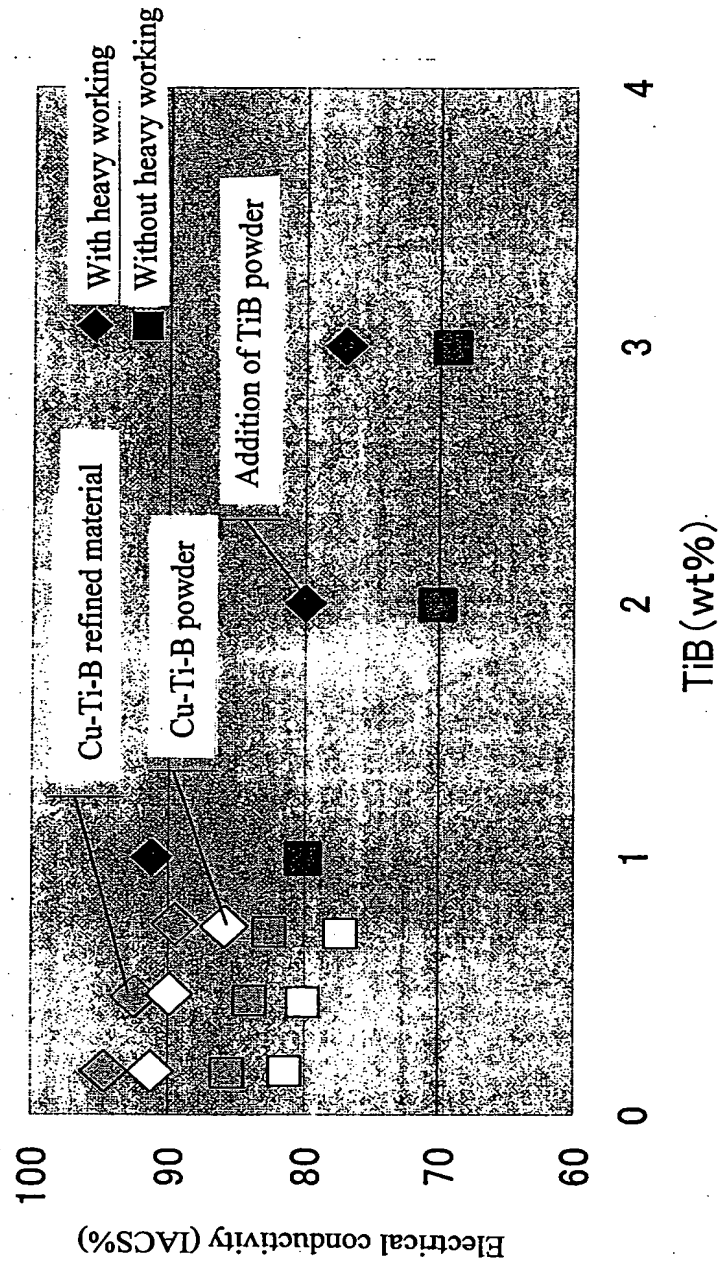 With heavy working
Without heavy working
Cu-Ti-B refined material
Cu-Ti-B powder
Addition of TiB powder
Electrical conductivity (IACS%)
100
90
80
70
60
0
1
2
3
4
TiB (wt%)